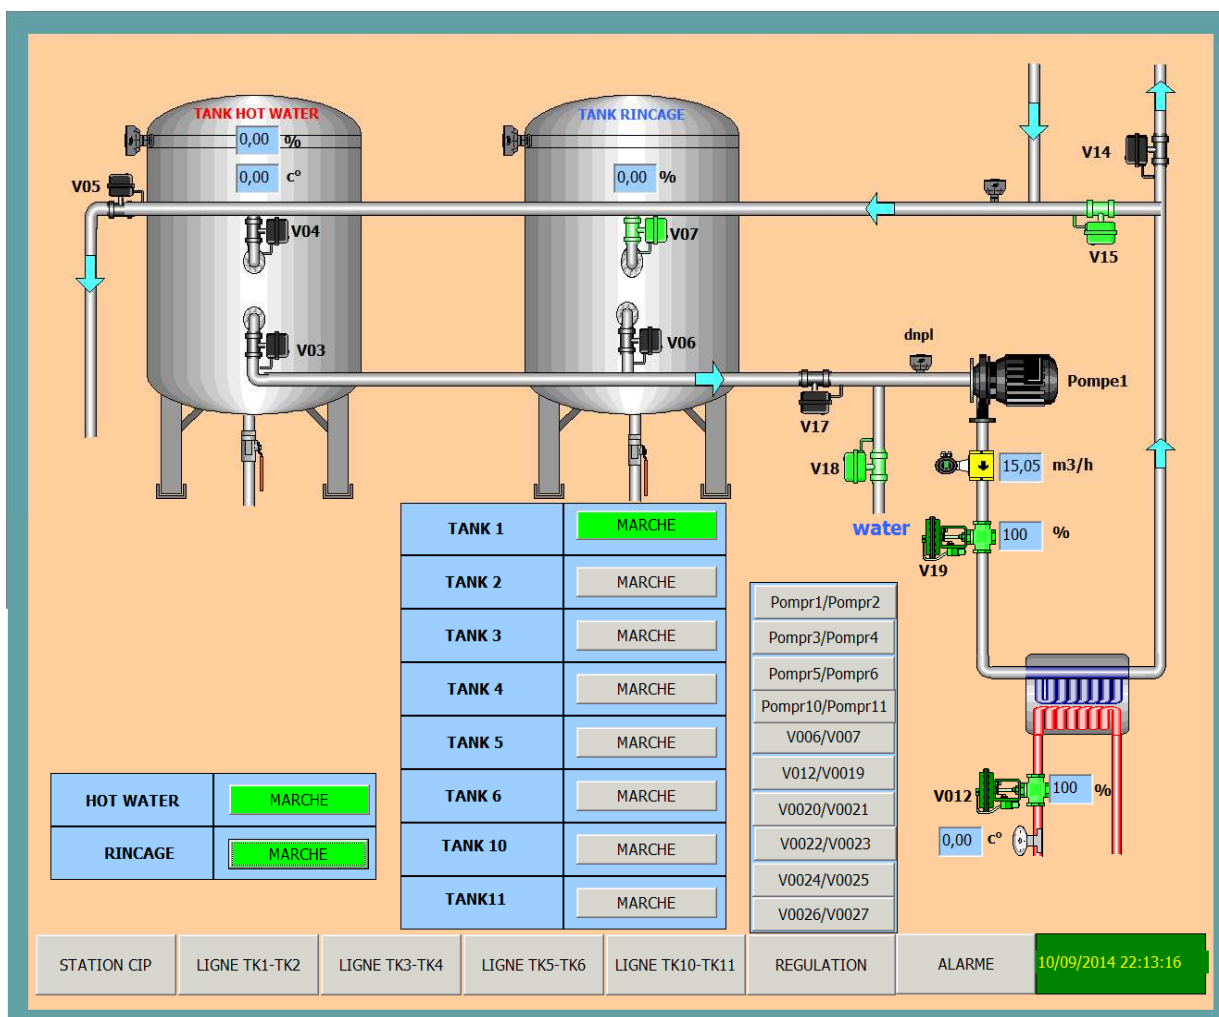 TANK HOT WATER
0,00 %
0,00 c°
TANK RINCAGE
0,00 %
V05
V04
V07
V14
V15
V03
V06
dnpl
Pompe1
V17
V18
15,05 m3/h
water
100 %
V19
TANK 1 MARCHE
TANK 2 MARCHE
TANK 3 MARCHE
TANK 4 MARCHE
TANK 5 MARCHE
TANK 6 MARCHE
TANK 10 MARCHE
TANK11 MARCHE
Pompr1/Pompr2
Pompr3/Pompr4
Pompr5/Pompr6
Pompr10/Pompr11
V006/V007
V012/V0019
V0020/V0021
V0022/V0023
V0024/V0025
V0026/V0027
V012 100 %
0,00 c°
HOT WATER MARCHE
RINCAGE MARCHE
STATION CIP LIGNE TK1-TK2 LIGNE TK3-TK4 LIGNE TK5-TK6 LIGNE TK10-TK11 REGULATION ALARME 10/09/2014 22:13:16